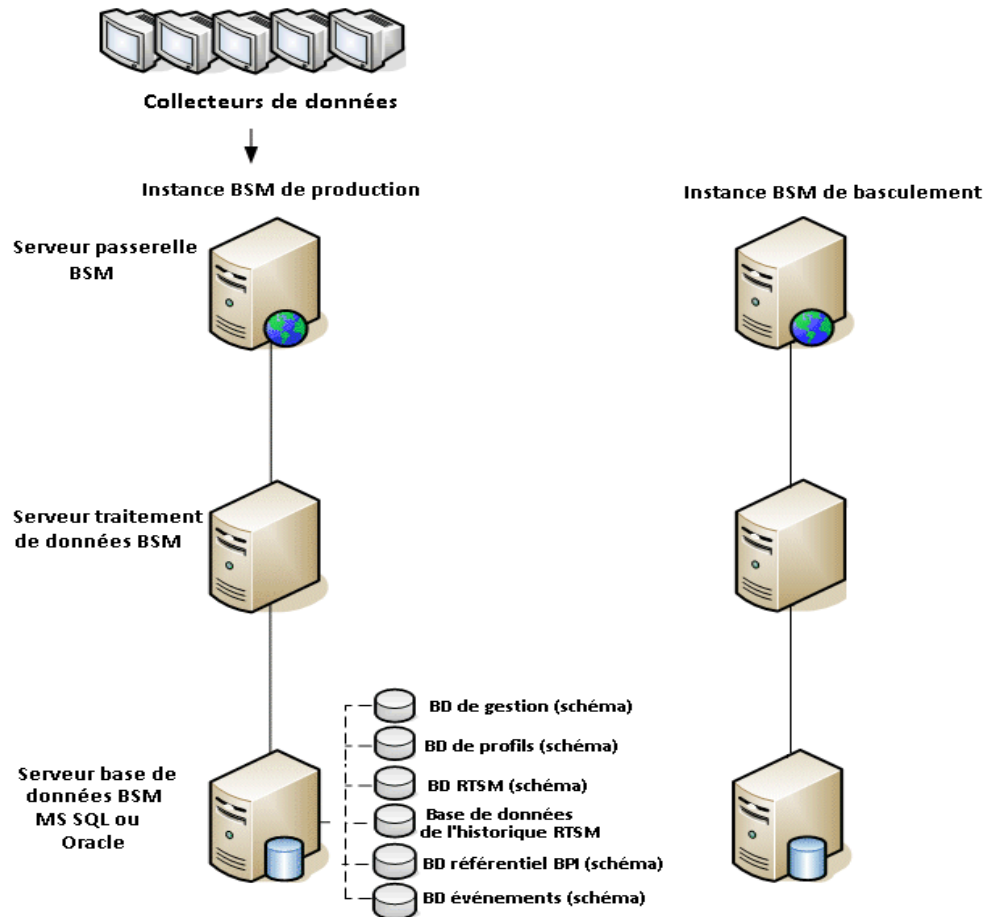 Collecteurs de données
Instance BSM de production
Instance BSM de basculement
Serveur passerelle
BSM
Serveur traitement
de données BSM
BD de gestion (schéma)
BD de profils (schéma)
BD RTSM (schéma)
Base de données
de l'historique RTSM
BD référentiel BPI (schéma)
BD événements (schéma)
Serveur base de
données BSM
MS SQL ou
Oracle